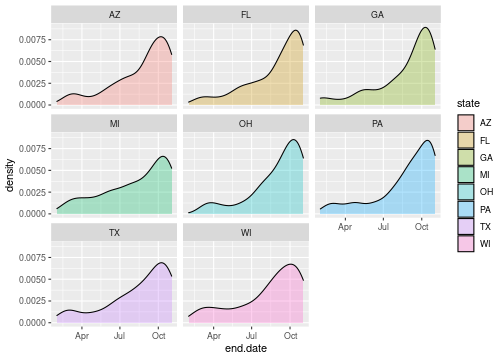 AZ FL GA
0.0075
0.0050
0.0025
0.0000
MI OH PA
0.0075
0.0050
0.0025
0.0000
Apr Jul Oct
TX WI
0.0075
0.0050
0.0025
0.0000
Apr Jul Oct Apr Jul Oct
end.date
density
state
AZ
FL
GA
MI
OH
PA
TX
WI